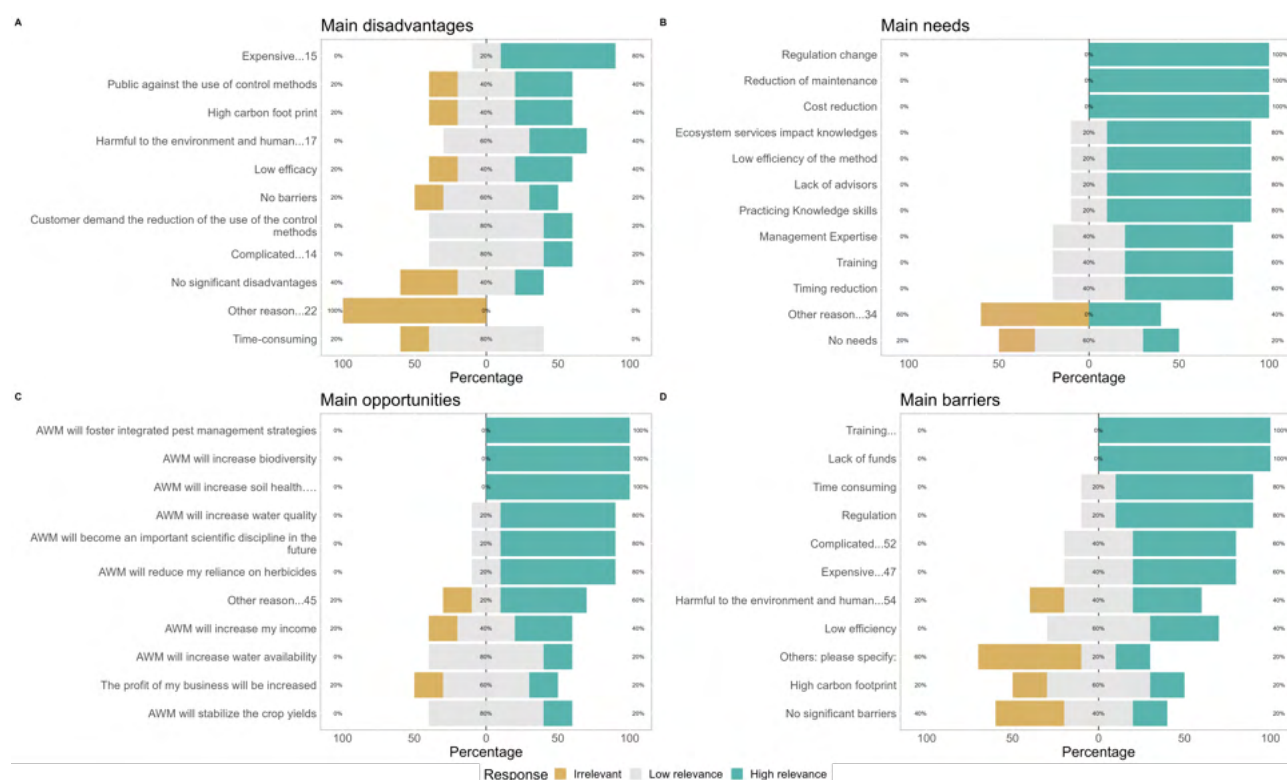 A
Main disadvantages
Expensive...15 0% 20% 80%
Public against the use of control methods 20% 40% 40%
High carbon foot print 20% 40% 40%
Harmful to the environment and human...17 0% 60% 40%
Low efficacy 20% 40% 40%
No barriers 20% 60% 20%
Customer demand the reduction of the use of the control
methods 0% 80% 20%
Complicated...14 0% 80% 20%
No significant disadvantages 40% 40% 20%
Other reason...22 100% 0% 0%
Time-consuming 20% 80% 0%
100 50 0 50 100
Percentage
B
Main needs
Regulation change 0% 0% 100%
Reduction of maintenance 0% 0% 100%
Cost reduction 0% 0% 100%
Ecosystem services impact knowledges 0% 20% 80%
Low efficiency of the method 0% 20% 80%
Lack of advisors 0% 20% 80%
Practicing Knowledge skills 0% 20% 80%
Management Expertise 0% 40% 60%
Training 0% 40% 60%
Timing reduction 0% 40% 60%
Other reason...34 60% 0% 40%
No needs 20% 60% 20%
100 50 0 50 100
Percentage
C
Main opportunities
AWM will foster integrated pest management strategies 0% 0% 100%
AWM will increase biodiversity 0% 0% 100%
AWM will increase soil health.... 0% 0% 100%
AWM will increase water quality 0% 20% 80%
AWM will become an important scientific discipline in the
future 0% 20% 80%
AWM will reduce my reliance on herbicides 0% 20% 80%
Other reason...45 20% 20% 60%
AWM will increase my income 20% 40% 40%
AWM will increase water availability 0% 80% 20%
The profit of my business will be increased 20% 60% 20%
AWM will stabilize the crop yields 0% 80% 20%
100 50 0 50 100
Percentage
D
Main barriers
Training... 0% 0% 100%
Lack of funds 0% 0% 100%
Time consuming 0% 20% 80%
Regulation 0% 20% 80%
Complicated...52 0% 40% 60%
Expensive...47 0% 40% 60%
Harmful to the environment and human...54 20% 40% 40%
Low efficiency 0% 60% 40%
Others: please specify: 60% 20% 20%
High carbon footprint 20% 60% 20%
No significant barriers 40% 40% 20%
100 50 0 50 100
Percentage
Response Irrelevant Low relevance High relevance